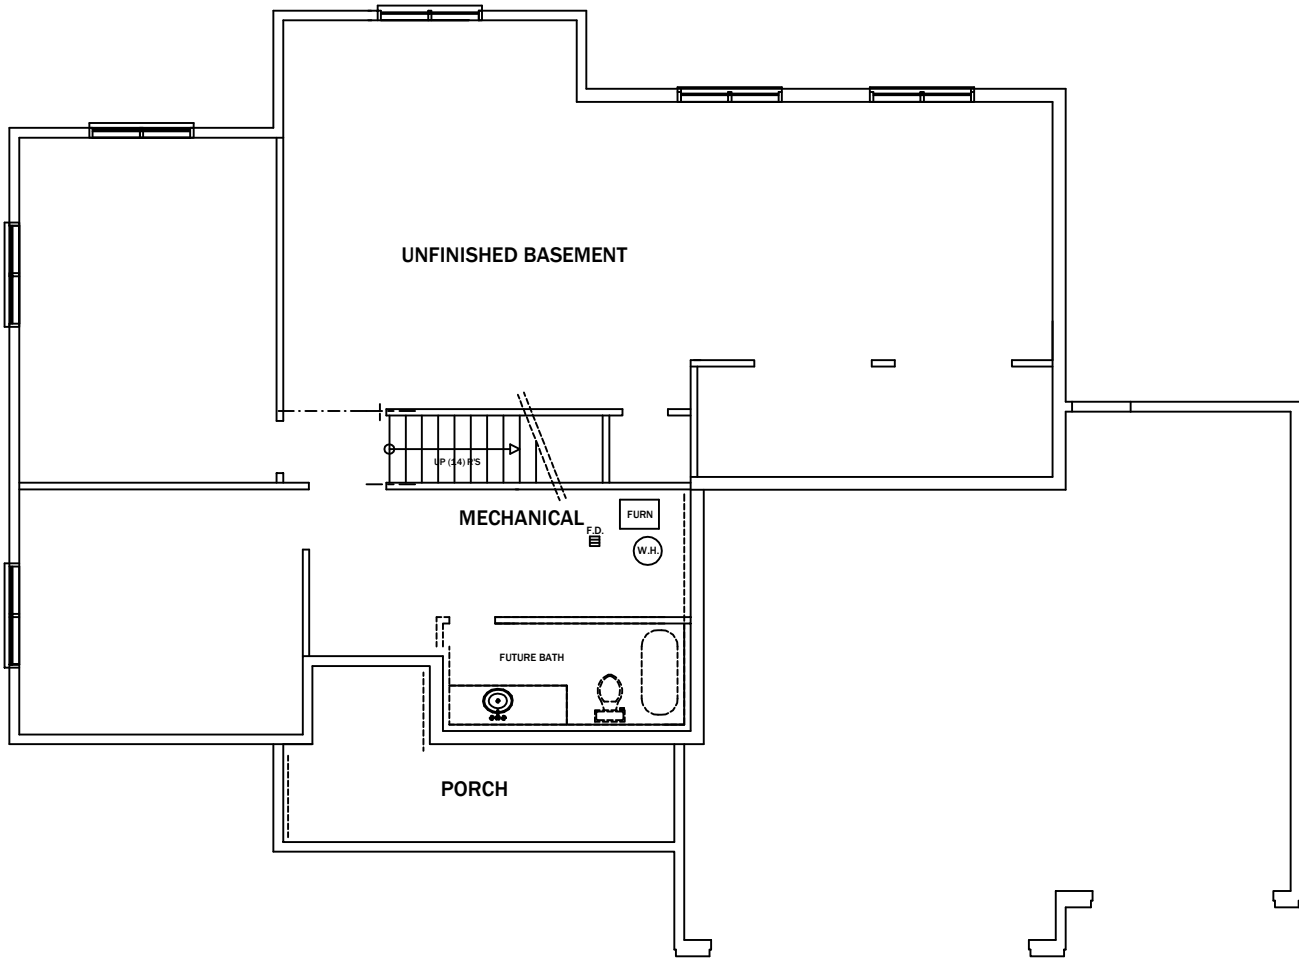 UNFINISHED BASEMENT
UP (14) R'S
MECHANICAL
FURN
F.D.
W.H.
FUTURE BATH
PORCH